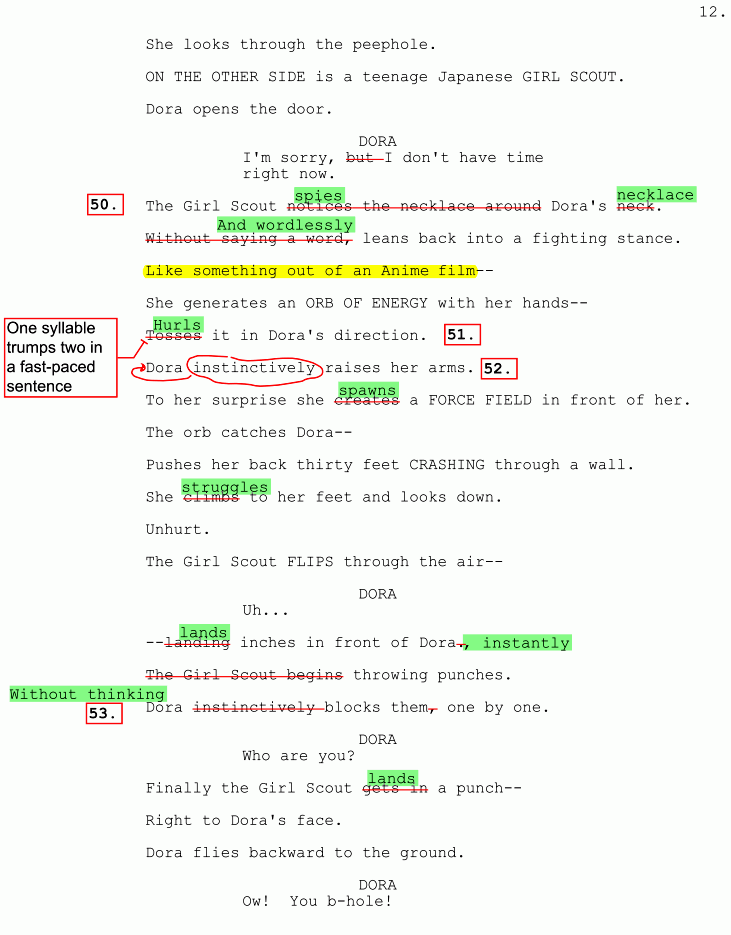 12.
She looks through the peephole.
ON THE OTHER SIDE is a teenage Japanese GIRL SCOUT.
Dora opens the door.
DORA
I'm sorry, but I don't have time
right now.
spies necklace
50. The Girl Scout notices the necklace around Dora's neck.
And wordlessly
Without saying a word, leans back into a fighting stance.
Like something out of an Anime film--
She generates an ORB OF ENERGY with her hands--
Hurls
Tosses it in Dora's direction. 51.
One syllable
trumps two in
a fast-paced
sentence
Dora instinctively raises her arms. 52.
spawns
To her surprise she creates a FORCE FIELD in front of her.
The orb catches Dora--
Pushes her back thirty feet CRASHING through a wall.
struggles
She climbs to her feet and looks down.
Unhurt.
The Girl Scout FLIPS through the air--
DORA
Uh...
lands
--landing inches in front of Dora., instantly
The Girl Scout begins throwing punches.
Without thinking
53. Dora instinctively blocks them, one by one.
DORA
Who are you?
lands
Finally the Girl Scout gets in a punch--
Right to Dora's face.
Dora flies backward to the ground.
DORA
Ow!  You b-hole!